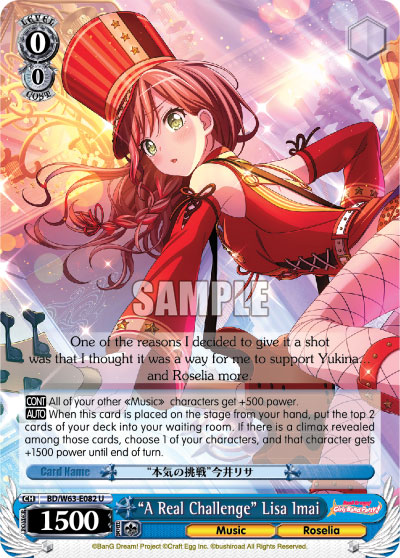 LEVEL
0
0
COST
SAMPLE
One of the reasons I decided to give it a shot
was that I thought it was a way for me to support Yukina...
and Roselia more.
CONT All of your other «Music» characters get +500 power.
AUTO When this card is placed on the stage from your hand, put the top 2
cards of your deck into your waiting room. If there is a climax revealed
among those cards, choose 1 of your characters, and that character gets
+1500 power until end of turn.
Card Name
“本気の挑戦”今井リサ
CH BD/W63-E082 U
1500
“A Real Challenge” Lisa Imai
Music
Roselia
©BanG Dream! Project ©Craft Egg Inc. ©bushiroad All Rights Reserved.